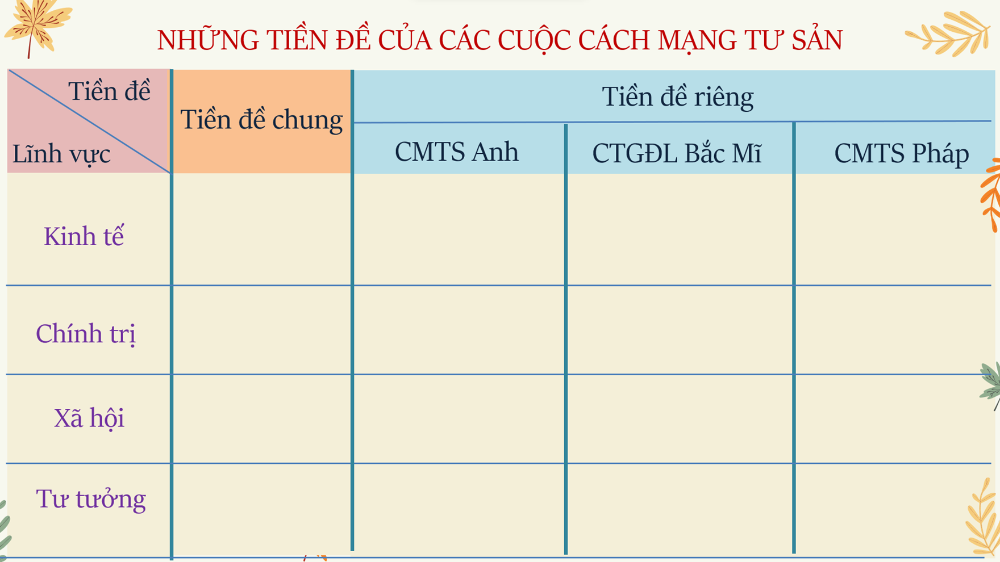 NHỮNG TIỀN ĐỀ CỦA CÁC CUỘC CÁCH MẠNG TƯ SẢN
Tiền đề
Lĩnh vực
Tiền đề chung
Tiền đề riêng
CMTS Anh
CTGĐL Bắc Mĩ
CMTS Pháp
Kinh tế
Chính trị
Xã hội
Tư tưởng